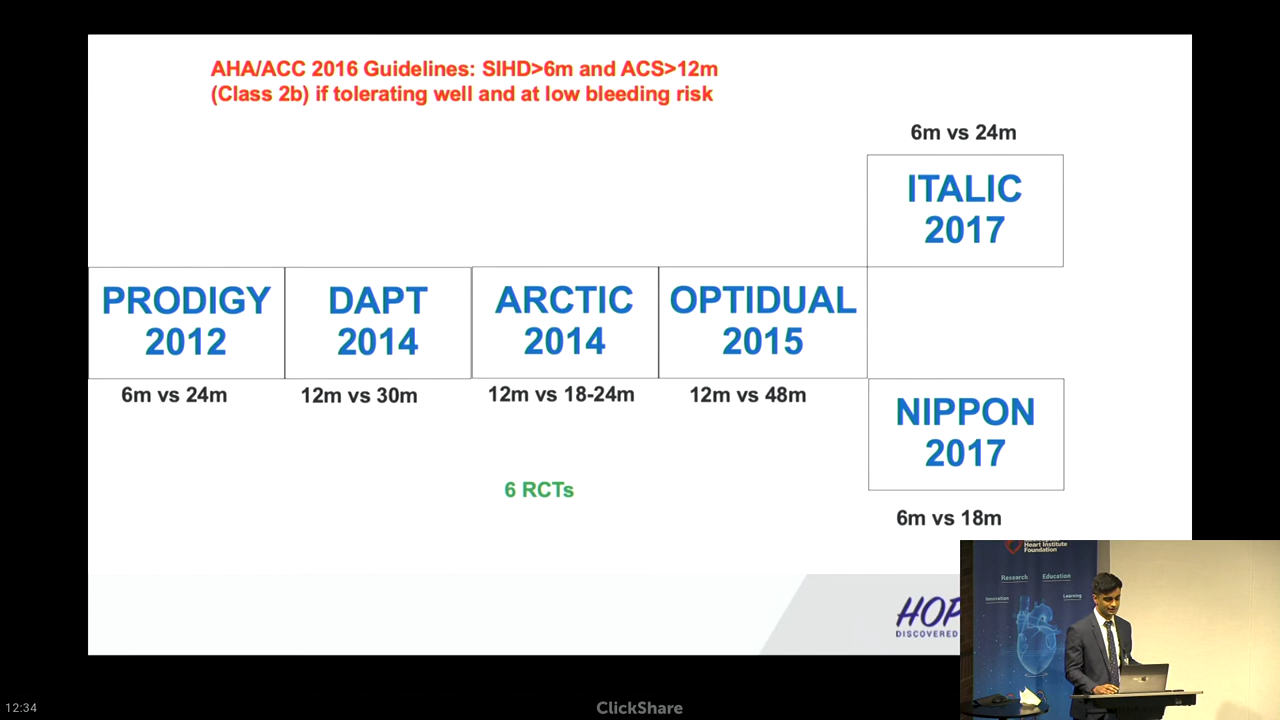 AHA/ACC 2016 Guidelines: SIHD>6m and ACS>12m
(Class 2b) if tolerating well and at low bleeding risk
6m vs 24m
ITALIC
2017
PRODIGY
2012
DAPT
2014
ARCTIC
2014
OPTIDUAL
2015
6m vs 24m
12m vs 30m
12m vs 18-24m
12m vs 48m
NIPPON
2017
6 RCTs
6m vs 18m
Heart Institute
Foundation
Research
Education
Innovation
Learning
HOP
DISCOVERED
12:34
ClickShare